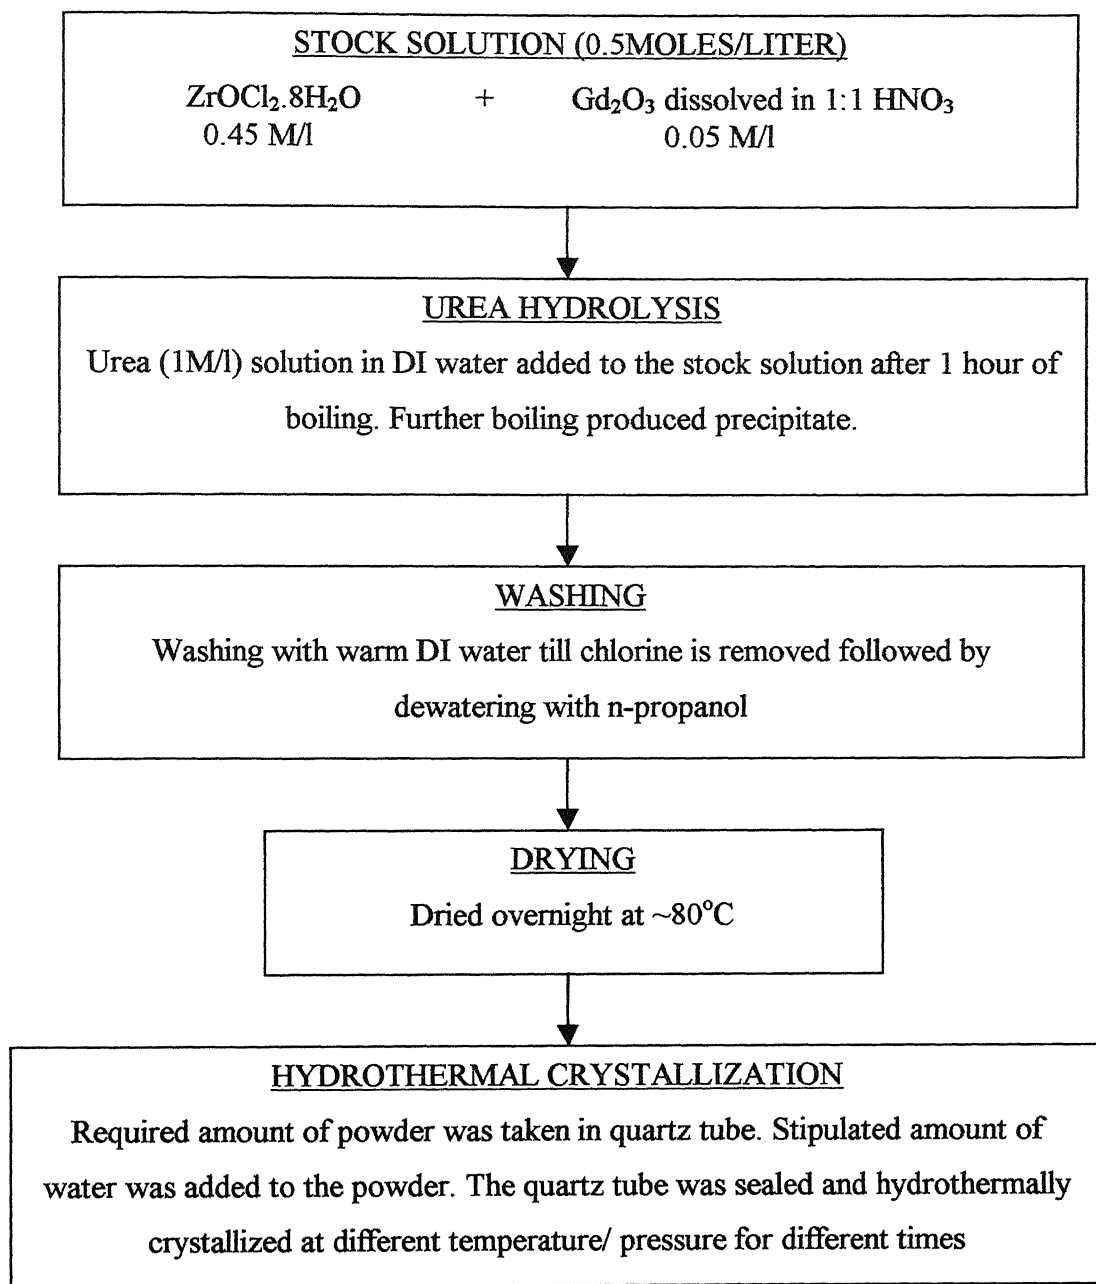 STOCK SOLUTION (0.5MOLES/LITER)
ZrOCl₂.8H₂O + Gd₂O₃ dissolved in 1:1 HNO₃
0.45 M/l 0.05 M/l
UREA HYDROLYSIS
Urea (1M/l) solution in DI water added to the stock solution after 1 hour of
boiling. Further boiling produced precipitate.
WASHING
Washing with warm DI water till chlorine is removed followed by
dewatering with n-propanol
DRYING
Dried overnight at ~80°C
HYDROTHERMAL CRYSTALLIZATION
Required amount of powder was taken in quartz tube. Stipulated amount of
water was added to the powder. The quartz tube was sealed and hydrothermally
crystallized at different temperature/ pressure for different times